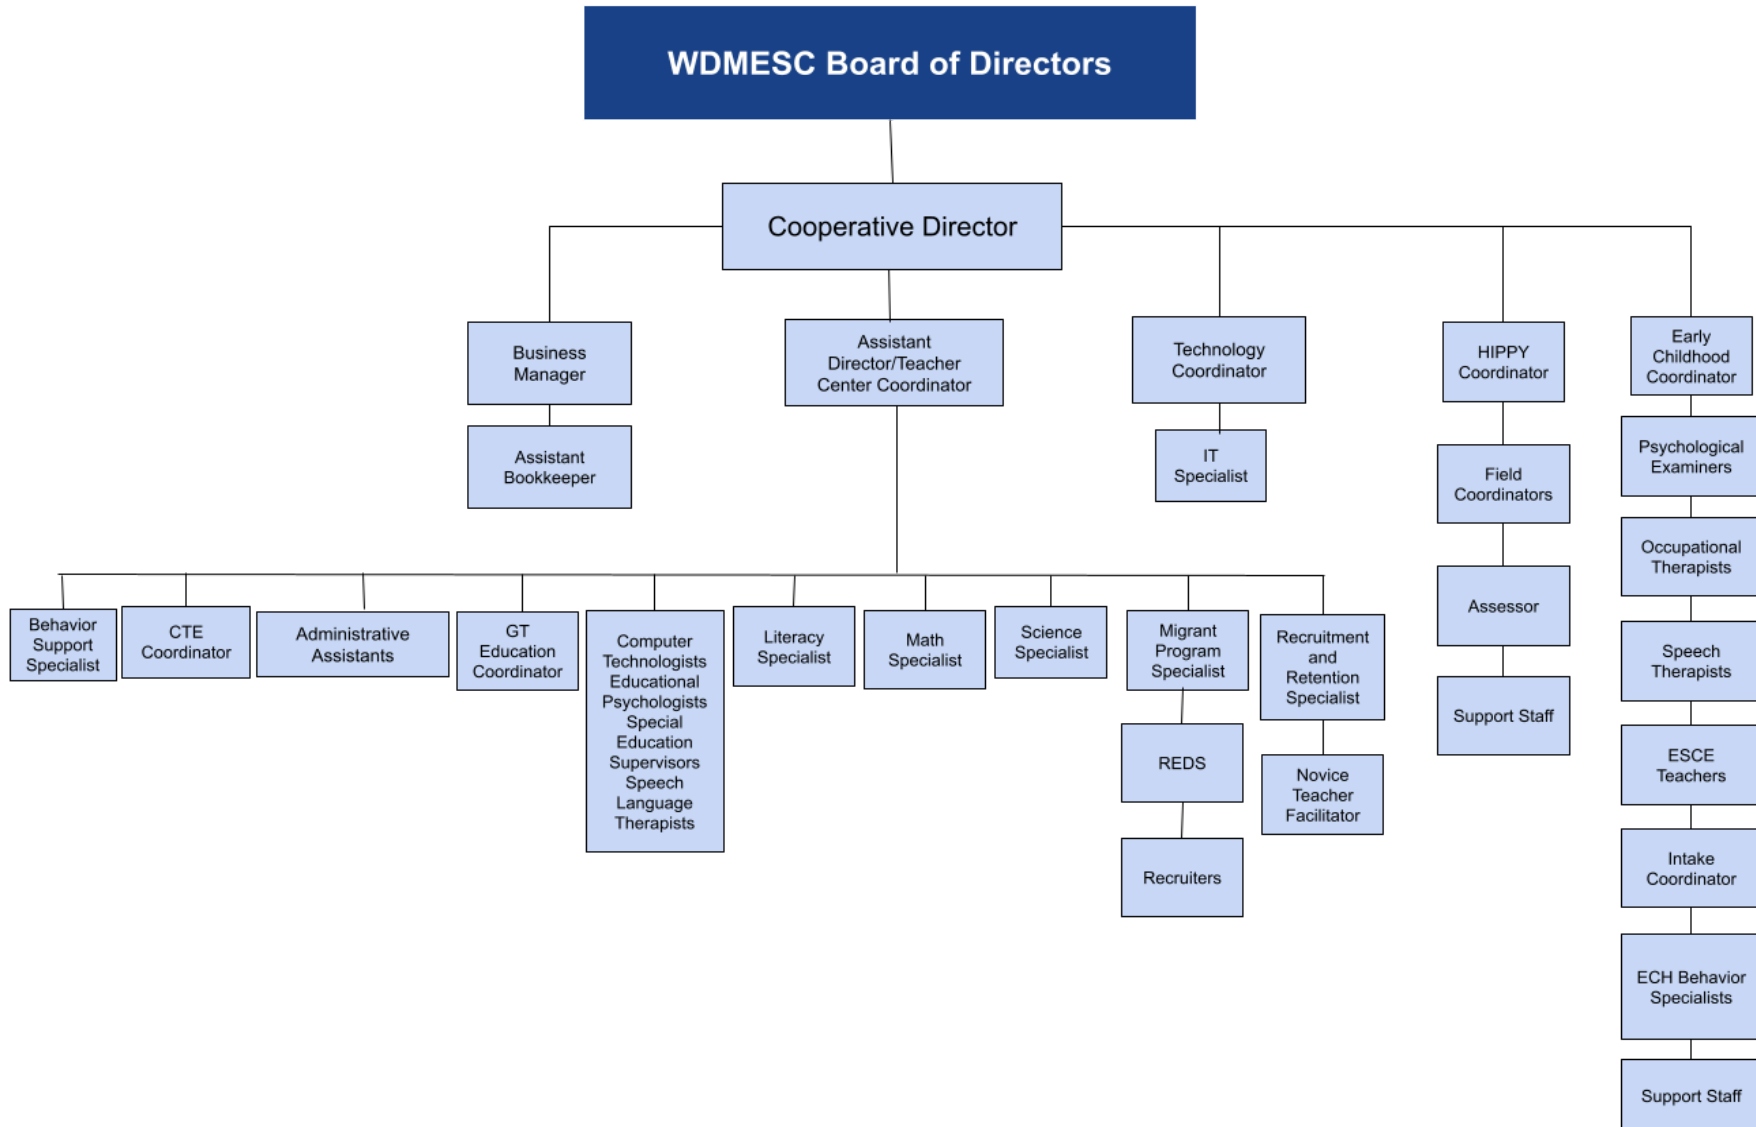 WDMESC Board of Directors
Cooperative Director
Business
Manager
Assistant
Director/Teacher
Center Coordinator
Technology
Coordinator
HIPPY
Coordinator
Early
Childhood
Coordinator
Assistant
Bookkeeper
IT
Specialist
Field
Coordinators
Psychological
Examiners
Occupational
Therapists
Assessor
Speech
Therapists
Support Staff
ESCE
Teachers
Intake
Coordinator
ECH Behavior
Specialists
Support Staff
Behavior
Support
Specialist
CTE
Coordinator
Administrative
Assistants
GT
Education
Coordinator
Computer
Technologists
Educational
Psychologists
Special
Education
Supervisors
Speech
Language
Therapists
Literacy
Specialist
Math
Specialist
Science
Specialist
Migrant
Program
Specialist
Recruitment
and
Retention
Specialist
REDS
Novice
Teacher
Facilitator
Recruiters